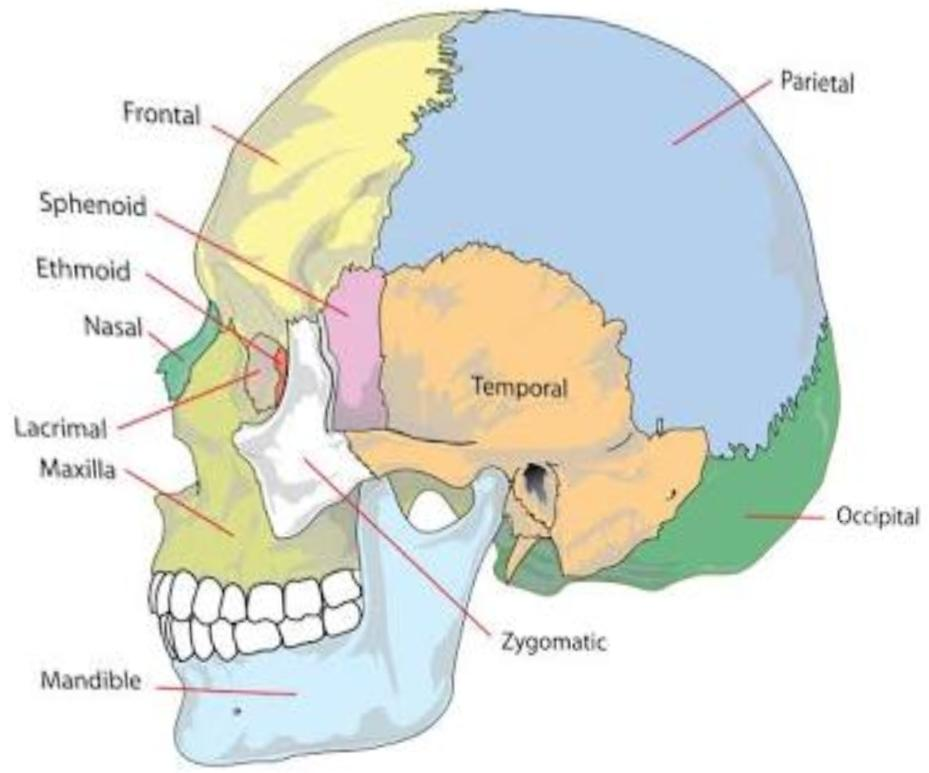 Parietal
Frontal
Sphenoid
Ethmoid
Nasal
Temporal
Lacrimal
Maxilla
Occipital
Zygomatic
Mandible